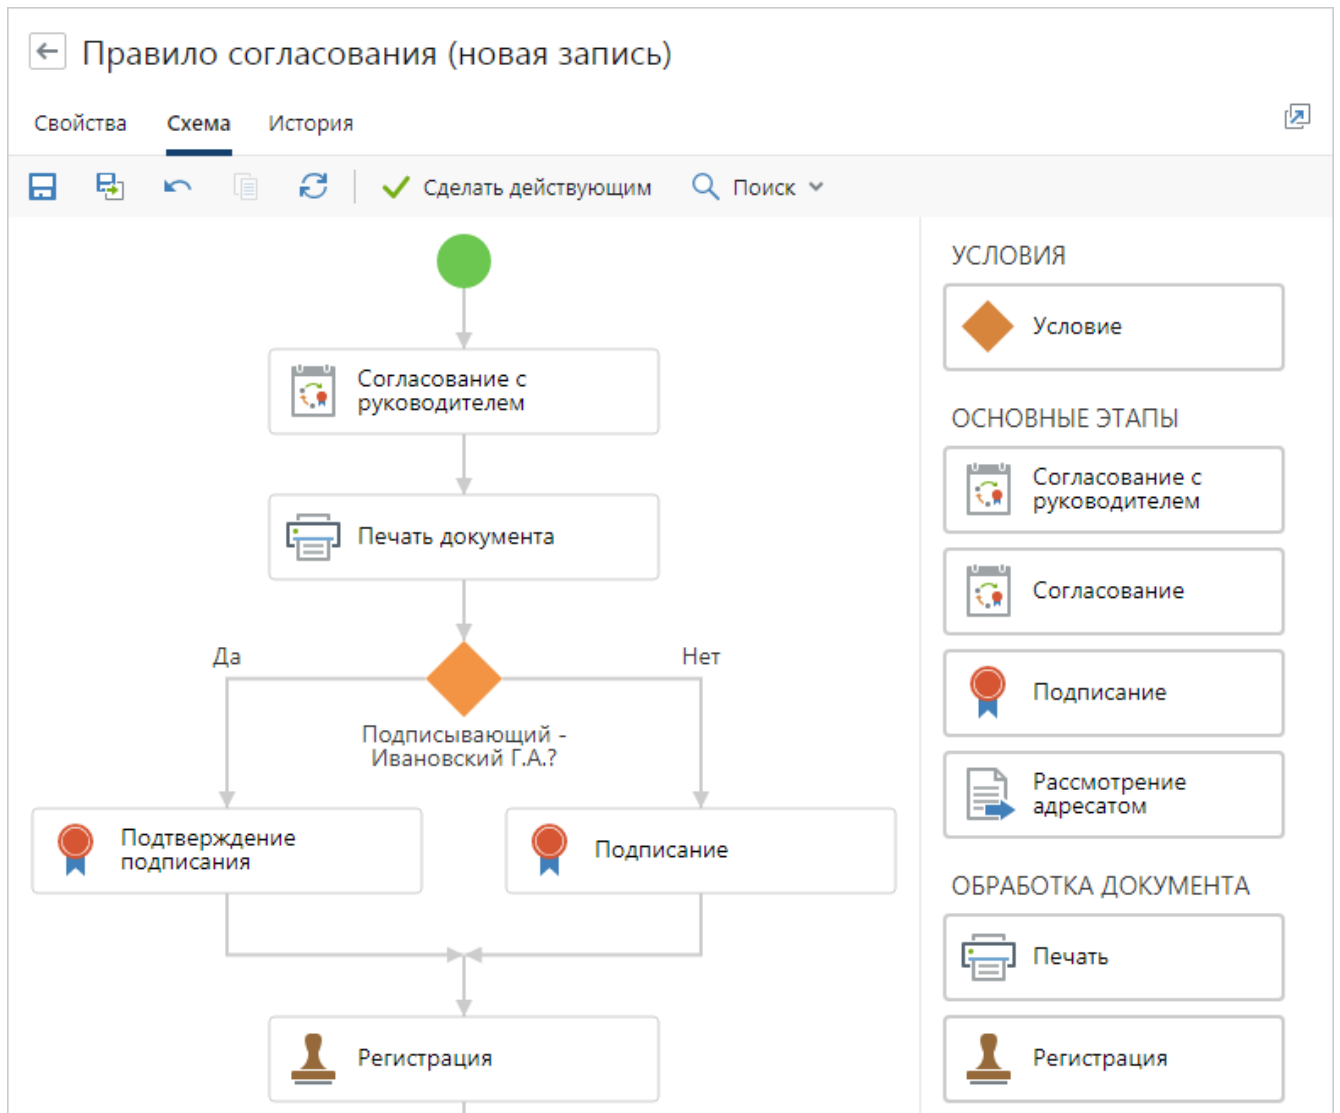 Правило согласования (новая запись)
Свойства Схема История
Сделать действующим Поиск
Согласование с
руководителем
Печать документа
Да
Нет
Подписывающий -
Ивановский Г.А.?
Подтверждение
подписания
Подписание
Регистрация
УСЛОВИЯ
Условие
ОСНОВНЫЕ ЭТАПЫ
Согласование с
руководителем
Согласование
Подписание
Рассмотрение
адресатом
ОБРАБОТКА ДОКУМЕНТА
Печать
Регистрация